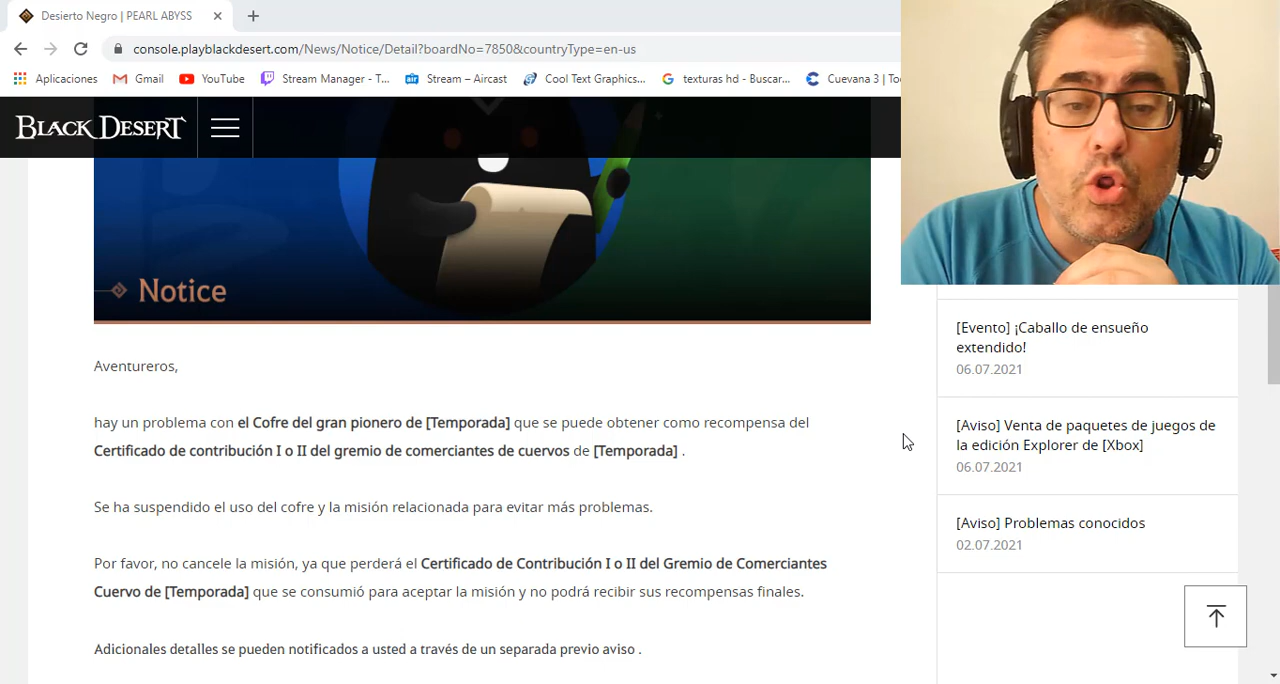 Desierto Negro | PEARL ABYSS
console.playblackdesert.com/News/Notice/Detail?boardNo=7850&countryType=en-us
Aplicaciones
Gmail
YouTube
Stream Manager - T...
Stream – Aircast
Cool Text Graphics...
texturas hd - Buscar...
Cuevana 3 | To
BLACK DESERT
Notice
Aventureros,
hay un problema con el Cofre del gran pionero de [Temporada] que se puede obtener como recompensa del
Certificado de contribución I o II del gremio de comerciantes de cuervos de [Temporada] .
Se ha suspendido el uso del cofre y la misión relacionada para evitar más problemas.
Por favor, no cancele la misión, ya que perderá el Certificado de Contribución I o II del Gremio de Comerciantes
Cuervo de [Temporada] que se consumió para aceptar la misión y no podrá recibir sus recompensas finales.
Adicionales detalles se pueden notificados a usted a través de un separada previo aviso .
[Evento] ¡Caballo de ensueño
extendido!
06.07.2021
[Aviso] Venta de paquetes de juegos de
la edición Explorer de [Xbox]
06.07.2021
[Aviso] Problemas conocidos
02.07.2021